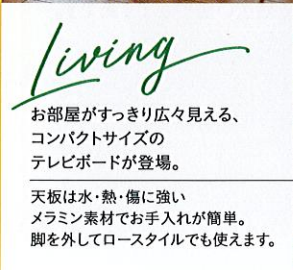 Living
お部屋がすっきり広々見える、
コンパクトサイズの
テレビボードが登場。
天板は水・熱・傷に強い
メラミン素材でお手入れが簡単。
脚を外してロースタイルでも使えます。